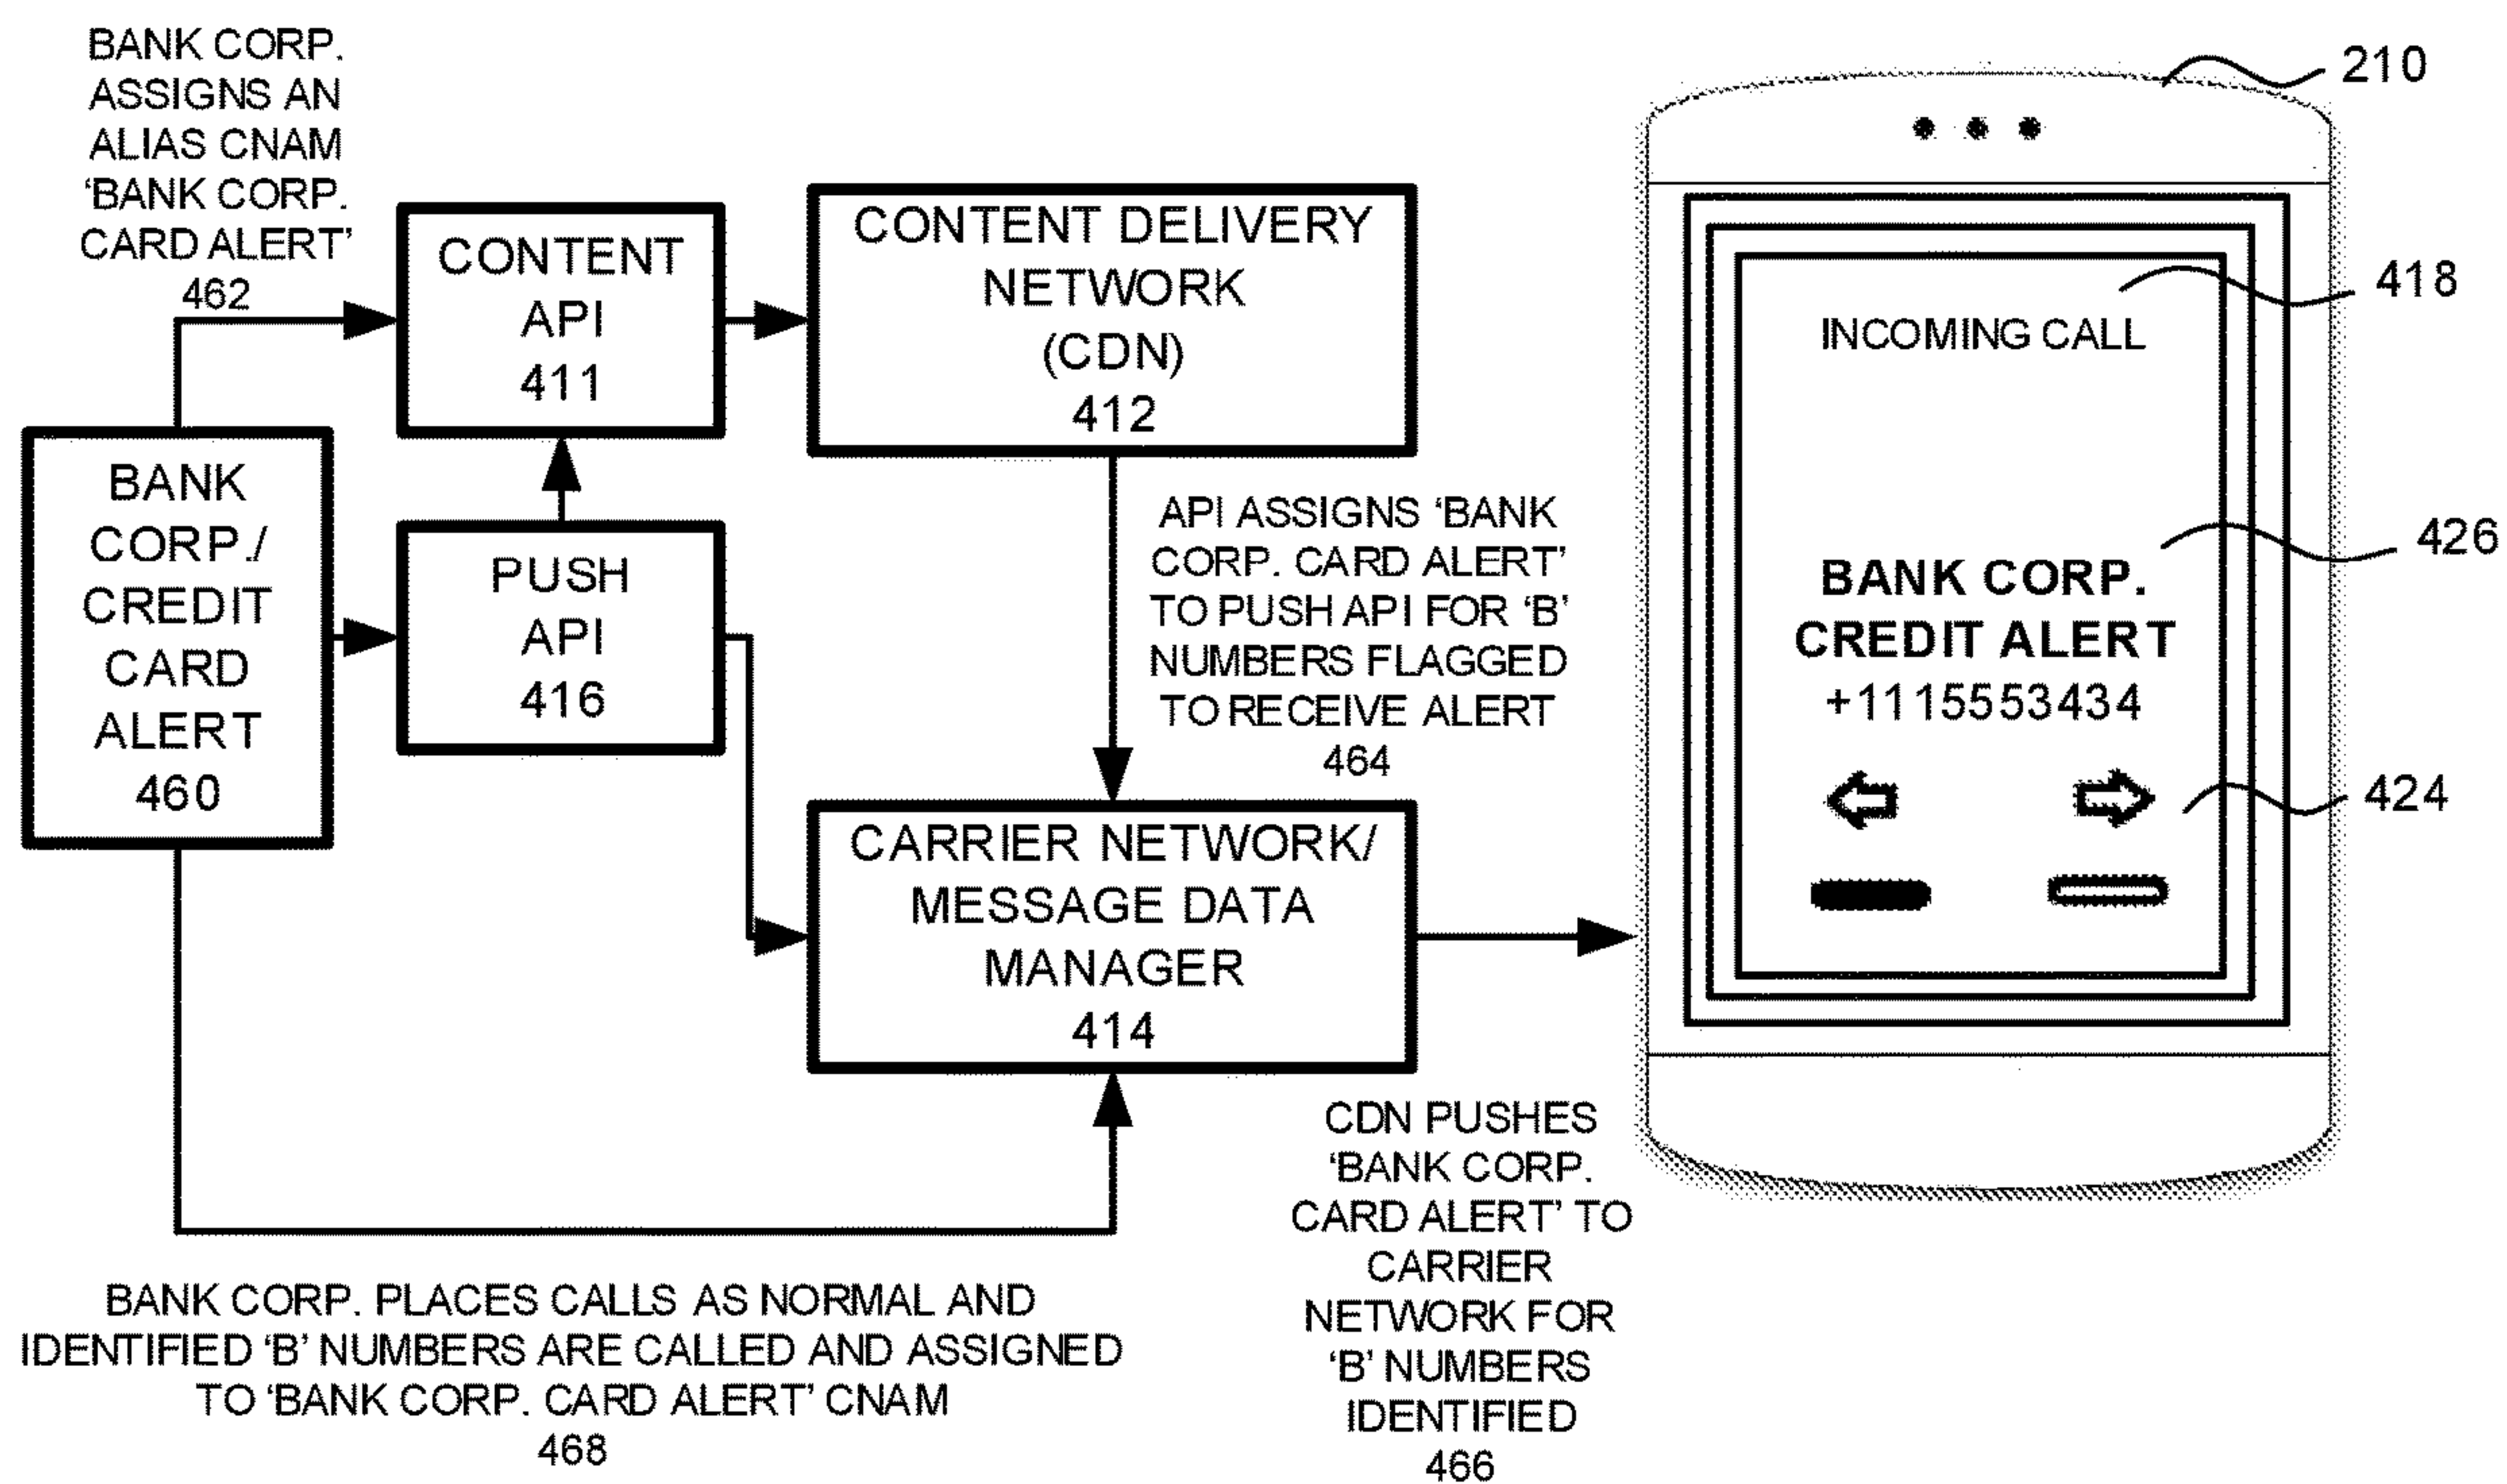 BANK CORP.
ASSIGNS AN
ALIAS CNAM
‘BANK CORP.
CARD ALERT’
462
CONTENT
API
411
CONTENT DELIVERY
NETWORK
(CDN)
412
BANK
CORP./
CREDIT
CARD
ALERT
460
PUSH
API
416
API ASSIGNS ‘BANK
CORP. CARD ALERT’
TO PUSH API FOR ‘B’
NUMBERS FLAGGED
TO RECEIVE ALERT
464
CARRIER NETWORK/
MESSAGE DATA
MANAGER
414
BANK CORP. PLACES CALLS AS NORMAL AND
IDENTIFIED ‘B’ NUMBERS ARE CALLED AND ASSIGNED
TO ‘BANK CORP. CARD ALERT’ CNAM
468
CDN PUSHES
‘BANK CORP.
CARD ALERT’ TO
CARRIER
NETWORK FOR
‘B’ NUMBERS
IDENTIFIED
466
210
418
INCOMING CALL
426
BANK CORP.
CREDIT ALERT
+1115553434
424